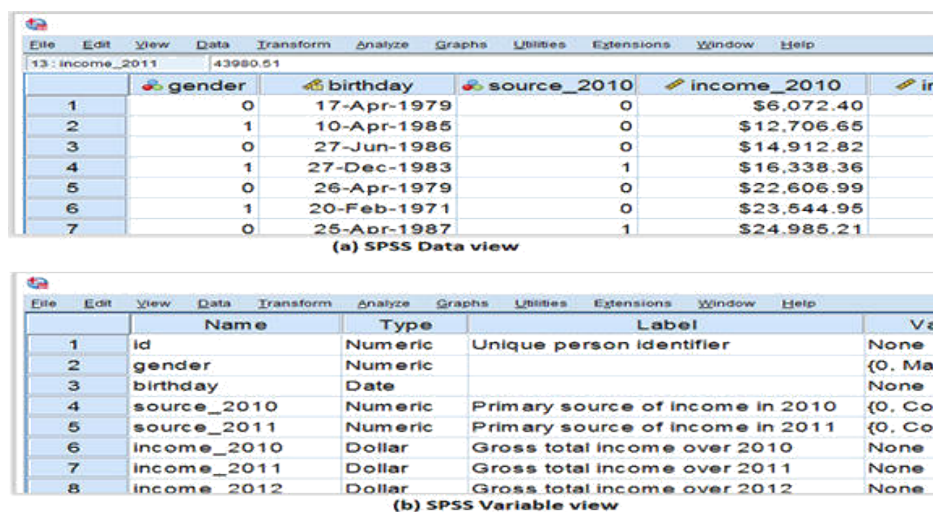 File Edit View Data Transform Analyze Graphs Utilities Extensions Window Help
13 : income_2011 43980.51
gender birthday source_2010 income_2010 in
1 0 17-Apr-1979 0 $6,072.40
2 1 10-Apr-1985 0 $12,706.65
3 0 27-Jun-1986 0 $14,912.82
4 1 27-Dec-1983 1 $16,338.36
5 0 26-Apr-1979 0 $22,606.99
6 1 20-Feb-1971 0 $23,544.95
7 0 25-Apr-1987 1 $24,985.21
(a) SPSS Data view
File Edit View Data Transform Analyze Graphs Utilities Extensions Window Help
Name Type Label Va
1 id Numeric Unique person identifier None
2 gender Numeric {0, Ma
3 birthday Date None
4 source_2010 Numeric Primary source of income in 2010 {0, Co
5 source_2011 Numeric Primary source of income in 2011 {0, Co
6 income_2010 Dollar Gross total income over 2010 None
7 income_2011 Dollar Gross total income over 2011 None
8 income_2012 Dollar Gross total income over 2012 None
(b) SPSS Variable view